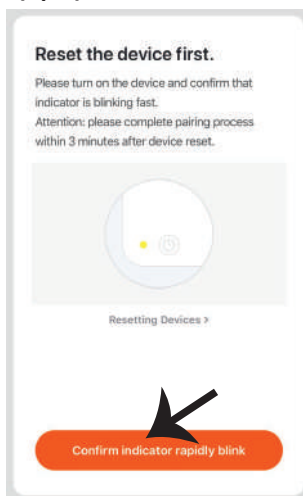 Reset the device first.
Please turn on the device and confirm that
indicator is blinking fast.
Attention: please complete pairing process
within 3 minutes after device reset.
Resetting Devices >
Confirm indicator rapidly blink